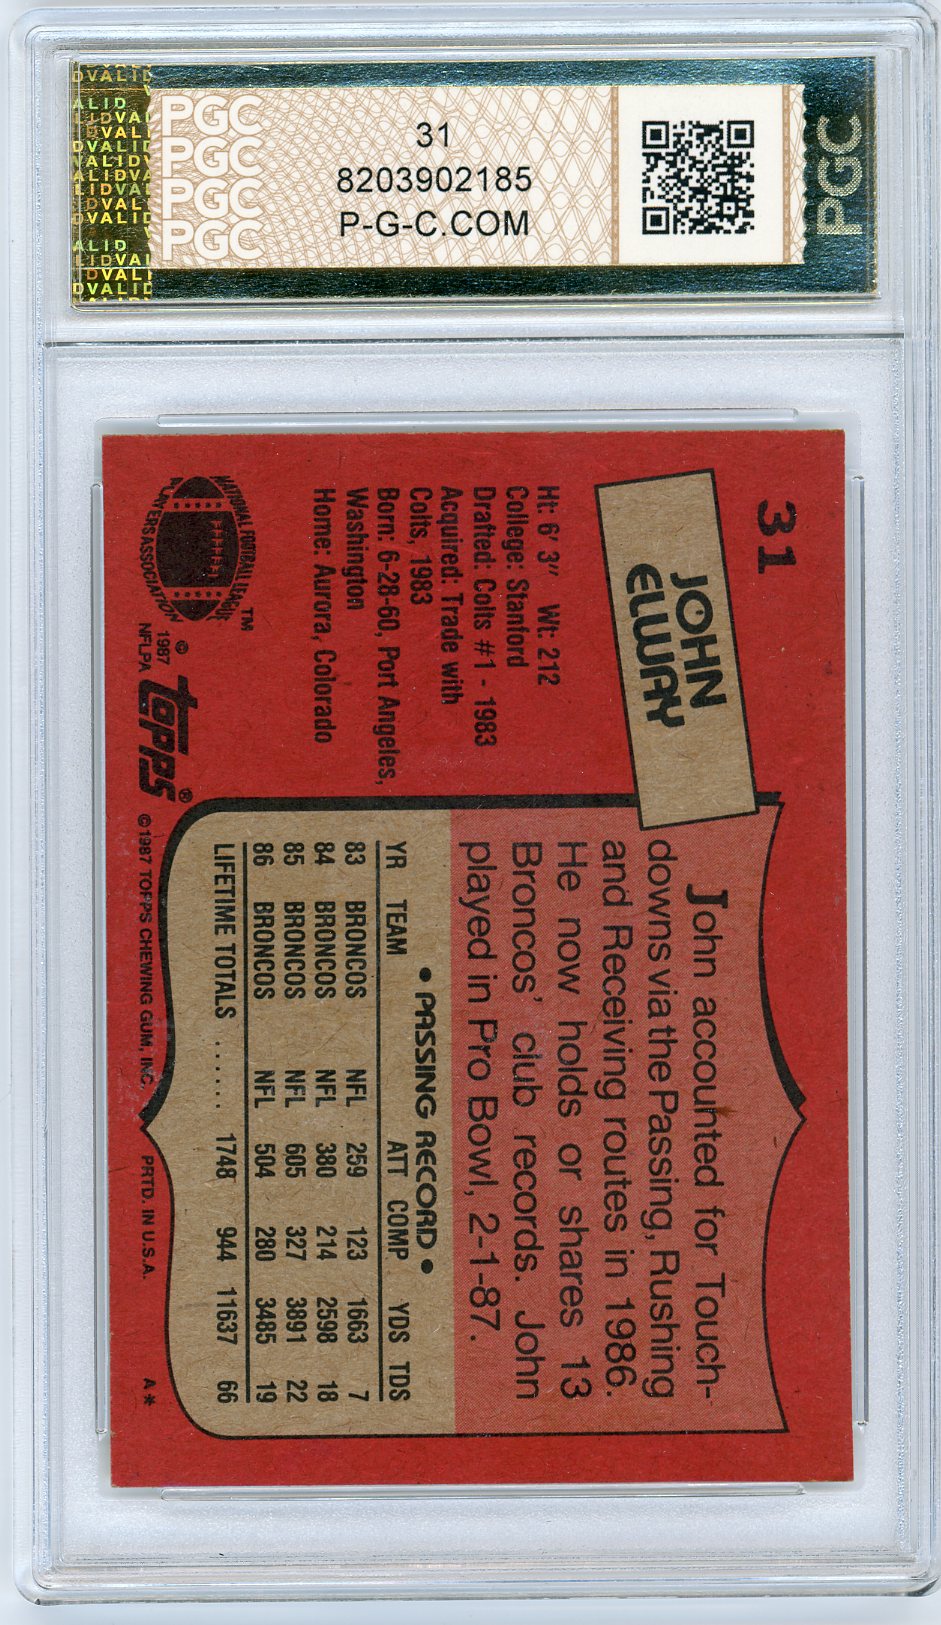 PGC
PGC
PGC
PGC
31
8203902185
P-G-C.COM
PGC
31
JOHN
ELWAY
Ht: 6' 3" Wt: 212
College: Stanford
Drafted: Colts #1 - 1983
Acquired: Trade with
Colts, 1983
Born: 6-28-60, Port Angeles,
Washington
Home: Aurora, Colorado
NATIONAL FOOTBALL LEAGUE
PLAYERS ASSOCIATION
™
© 1987
NFLPA
topps®
©1987 TOPPS CHEWING GUM, INC. PRTD. IN U.S.A. A*
John accounted for Touch-
downs via the Passing, Rushing
and Receiving routes in 1986.
He now holds or shares 13
Broncos' club records. John
played in Pro Bowl, 2-1-87.
• PASSING RECORD •
YR TEAM ATT COMP YDS TDS
83 BRONCOS NFL 259 123 1663 7
84 BRONCOS NFL 380 214 2598 18
85 BRONCOS NFL 605 327 3891 22
86 BRONCOS NFL 504 280 3485 19
LIFETIME TOTALS ...... 1748 944 11637 66